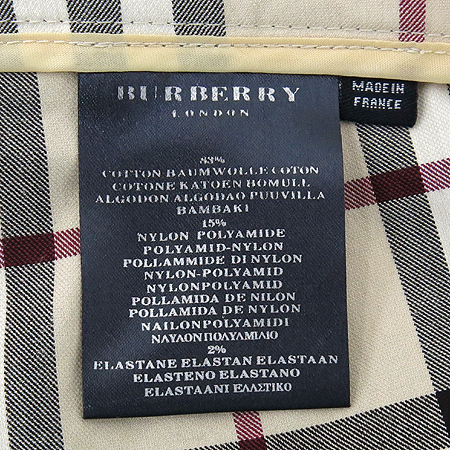 BURBERRY
LONDON
MADE IN
FRANCE
83%
COTTON BAUMWOLLE COTON
COTONE KATOEN BOMULL
ALGODON ALGODAO PUUVILLA
BAMBAKI
15%
NYLON POLYAMIDE
POLYAMID-NYLON
POLLAMMIDE DI NYLON
NYLON-POLYAMID
NYLONPOLYAMID
POLLAMIDA DE NILON
POLLAMIDA DE NYLON
NAILONPOLYAMIDI
ΝΑΥΛΟΝ ΠΟΛΥΑΜΙΔΙΟ
2%
ELASTANE ELASTAN ELASTAAN
ELASTENO ELASTANO
ELASTAANI ΕΛΑΣΤΙΚΟ